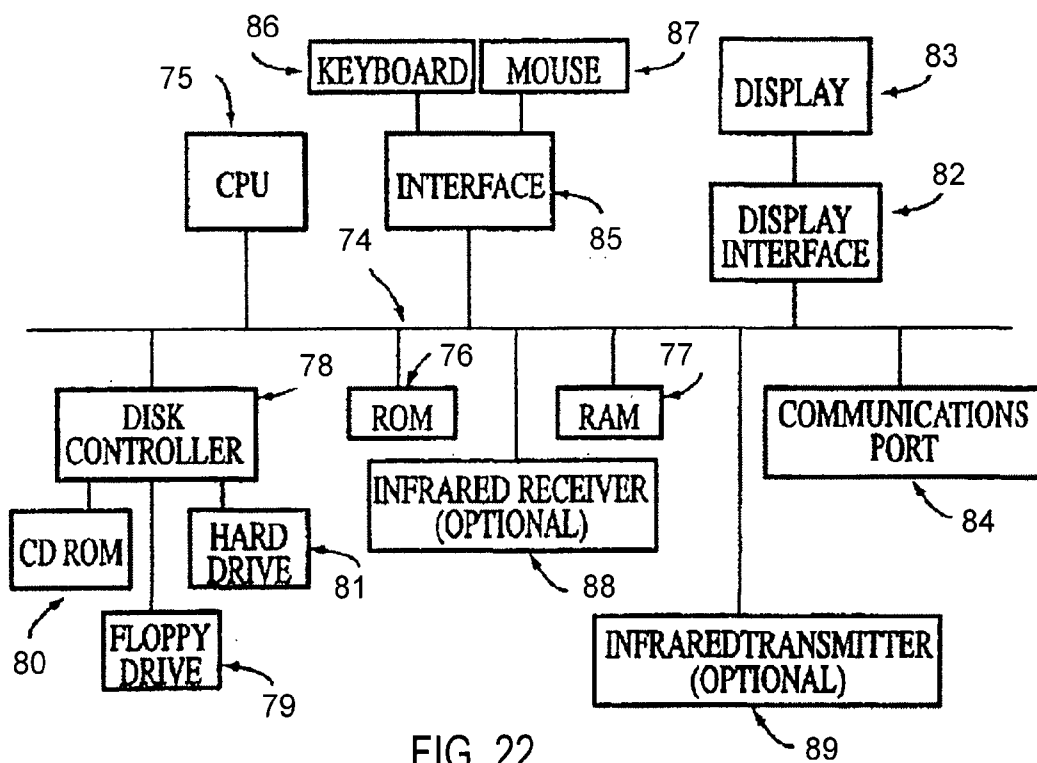 86
KEYBOARD
MOUSE
87
75
DISPLAY
83
CPU
INTERFACE
85
82
DISPLAY
INTERFACE
74
78
76
77
DISK
CONTROLLER
ROM
RAM
COMMUNICATIONS
PORT
84
INFRARED RECEIVER
(OPTIONAL)
88
CD ROM
80
HARD
DRIVE
81
FLOPPY
DRIVE
79
INFRAREDTRANSMITTER
(OPTIONAL)
89
FIG. 22